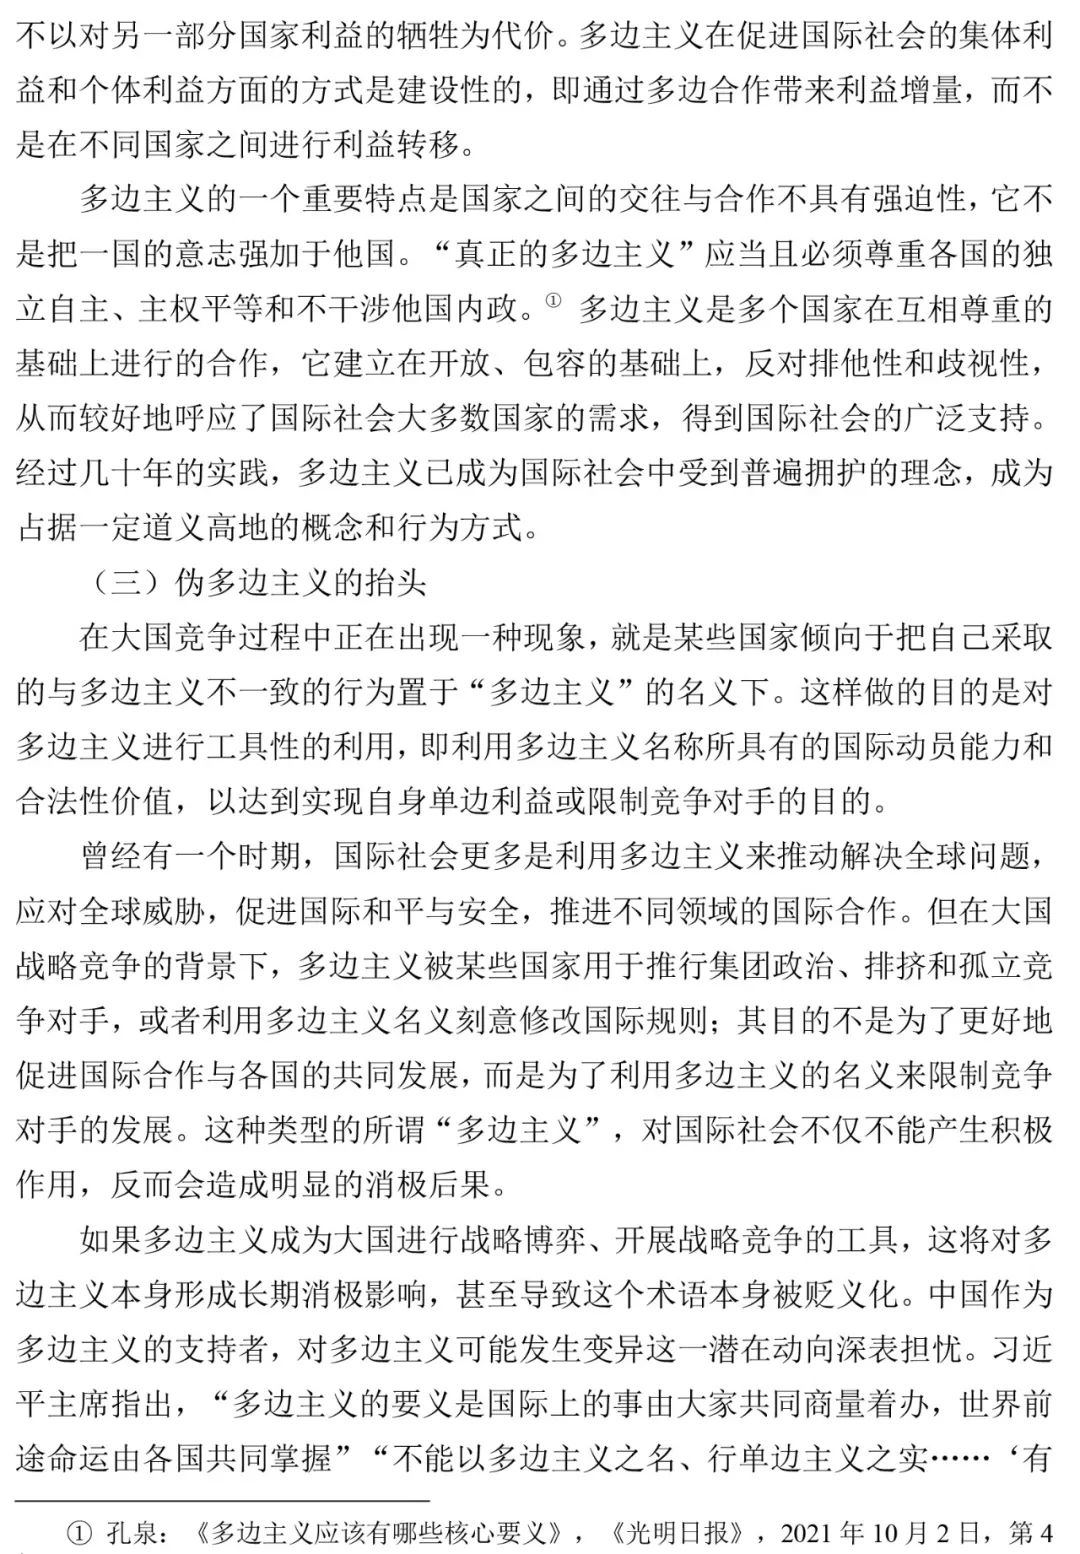 不以对另一部分国家利益的牺牲为代价。多边主义在促进国际社会的集体利
益和个体利益方面的方式是建设性的，即通过多边合作带来利益增量，而不
是在不同国家之间进行利益转移。
多边主义的一个重要特点是国家之间的交往与合作不具有强迫性，它不
是把一国的意志强加于他国。“真正的多边主义”应当且必须尊重各国的独
立自主、主权平等和不干涉他国内政。① 多边主义是多个国家在互相尊重的
基础上进行的合作，它建立在开放、包容的基础上，反对排他性和歧视性，
从而较好地呼应了国际社会大多数国家的需求，得到国际社会的广泛支持。
经过几十年的实践，多边主义已成为国际社会中受到普遍拥护的理念，成为
占据一定道义高地的概念和行为方式。
（三）伪多边主义的抬头
在大国竞争过程中正在出现一种现象，就是某些国家倾向于把自己采取
的与多边主义不一致的行为置于“多边主义”的名义下。这样做的目的是对
多边主义进行工具性的利用，即利用多边主义名称所具有的国际动员能力和
合法性价值，以达到实现自身单边利益或限制竞争对手的目的。
曾经有一个时期，国际社会更多是利用多边主义来推动解决全球问题，
应对全球威胁，促进国际和平与安全，推进不同领域的国际合作。但在大国
战略竞争的背景下，多边主义被某些国家用于推行集团政治、排挤和孤立竞
争对手，或者利用多边主义名义刻意修改国际规则；其目的不是为了更好地
促进国际合作与各国的共同发展，而是为了利用多边主义的名义来限制竞争
对手的发展。这种类型的所谓“多边主义”，对国际社会不仅不能产生积极
作用，反而会造成明显的消极后果。
如果多边主义成为大国进行战略博弈、开展战略竞争的工具，这将对多
边主义本身形成长期消极影响，甚至导致这个术语本身被贬义化。中国作为
多边主义的支持者，对多边主义可能发生变异这一潜在动向深表担忧。习近
平主席指出，“多边主义的要义是国际上的事由大家共同商量着办，世界前
途命运由各国共同掌握”“不能以多边主义之名、行单边主义之实……‘有
① 孔泉：《多边主义应该有哪些核心要义》，《光明日报》，2021 年 10 月 2 日，第 4